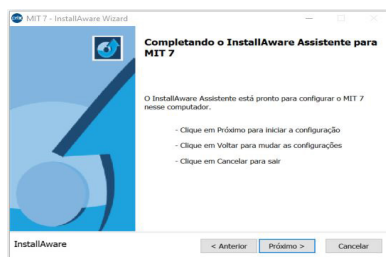 MIT 7 - InstallAware Wizard
Completando o InstallAware Assistente para
MIT 7
O InstallAware Assistente está pronto para configurar o MIT 7
nesse computador.
- Clique em Próximo para iniciar a configuração
- Clique em Voltar para mudar as configurações
- Clique em Cancelar para sair
InstallAware
< Anterior
Próximo >
Cancelar